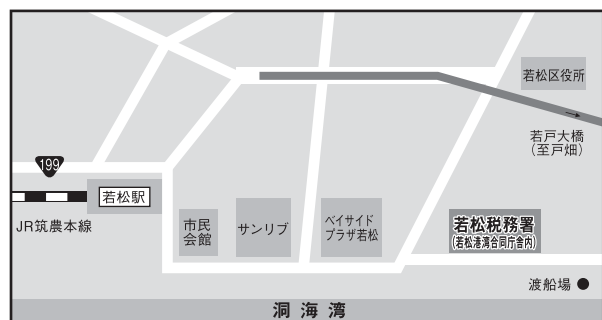 若松区役所
若戸大橋
(至戸畑)
199
若松駅
JR筑農本線
市民
会館
サンリブ
ベイサイド
プラザ若松
若松税務署
(若松港湾合同庁舎内)
渡船場
洞海湾